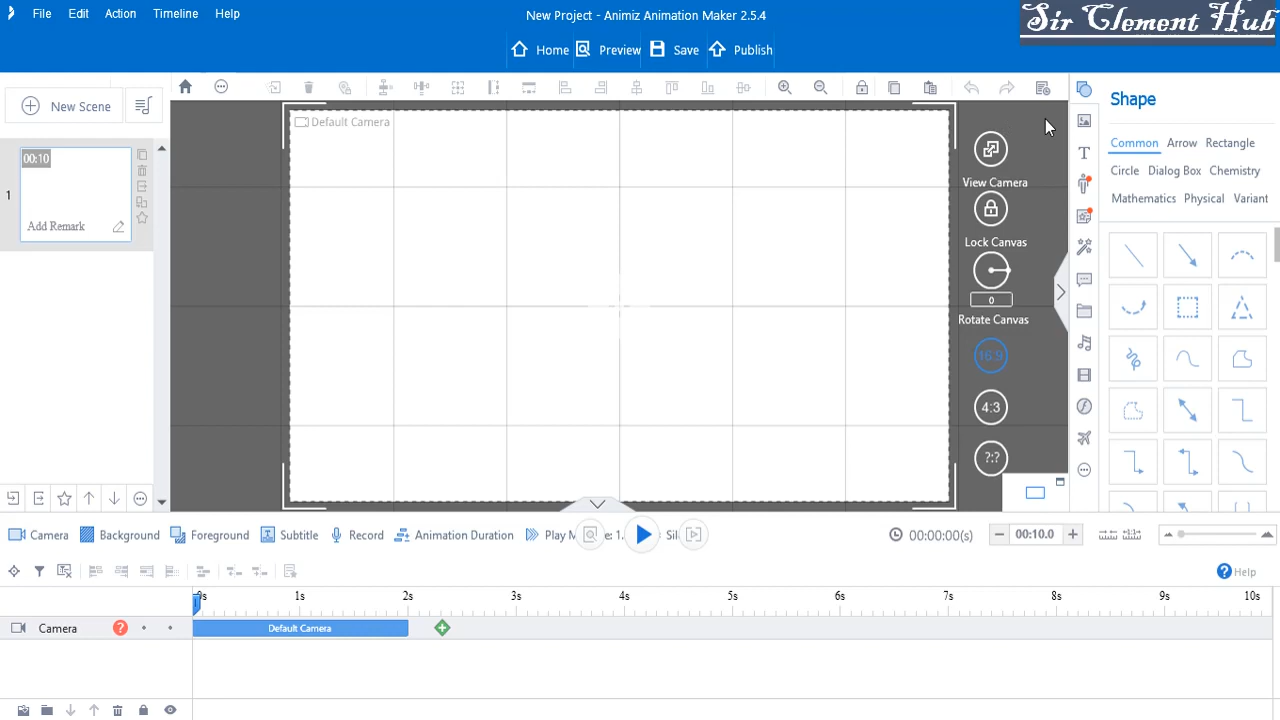 File Edit Action Timeline Help
New Project - Animiz Animation Maker 2.5.4
Sir Clement Hub
Home Preview Save Publish
New Scene
00:10
1
Add Remark
Default Camera
View Camera
Lock Canvas
0
Rotate Canvas
16:9
4:3
?:?
Shape
Common Arrow Rectangle
Circle Dialog Box Chemistry
Mathematics Physical Variant
Camera Background Foreground Subtitle Record Animation Duration Play M 1. Sil 00:00:00(s) 00:10.0
Help
0s 1s 2s 3s 4s 5s 6s 7s 8s 9s 10s
Camera ? Default Camera